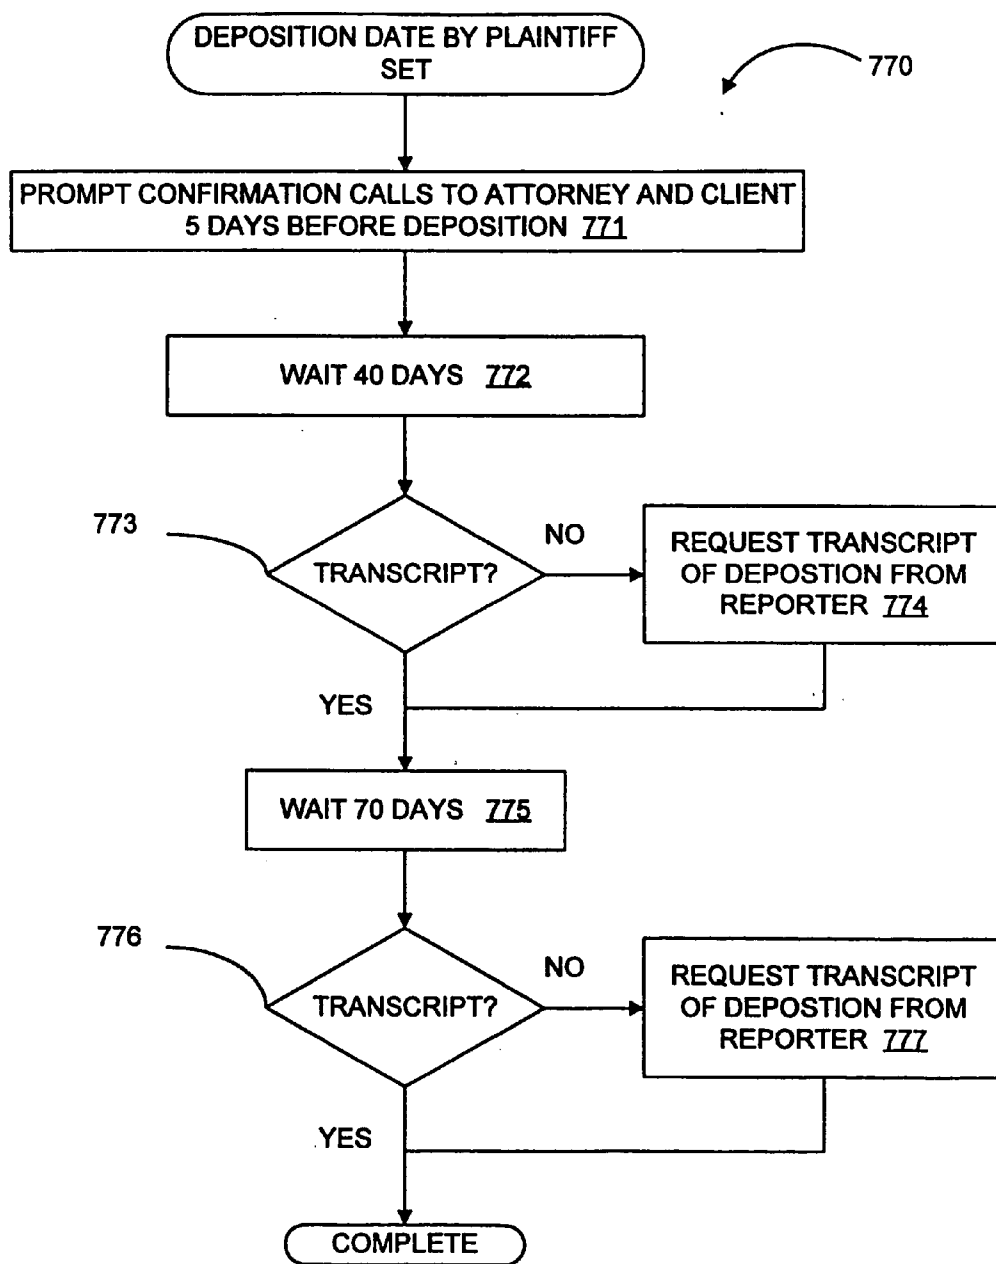 DEPOSITION DATE BY PLAINTIFF
SET
770
PROMPT CONFIRMATION CALLS TO ATTORNEY AND CLIENT
5 DAYS BEFORE DEPOSITION 771
WAIT 40 DAYS 772
773
TRANSCRIPT?
NO
REQUEST TRANSCRIPT
OF DEPOSTION FROM
REPORTER 774
YES
WAIT 70 DAYS 775
776
TRANSCRIPT?
NO
REQUEST TRANSCRIPT
OF DEPOSTION FROM
REPORTER 777
YES
COMPLETE